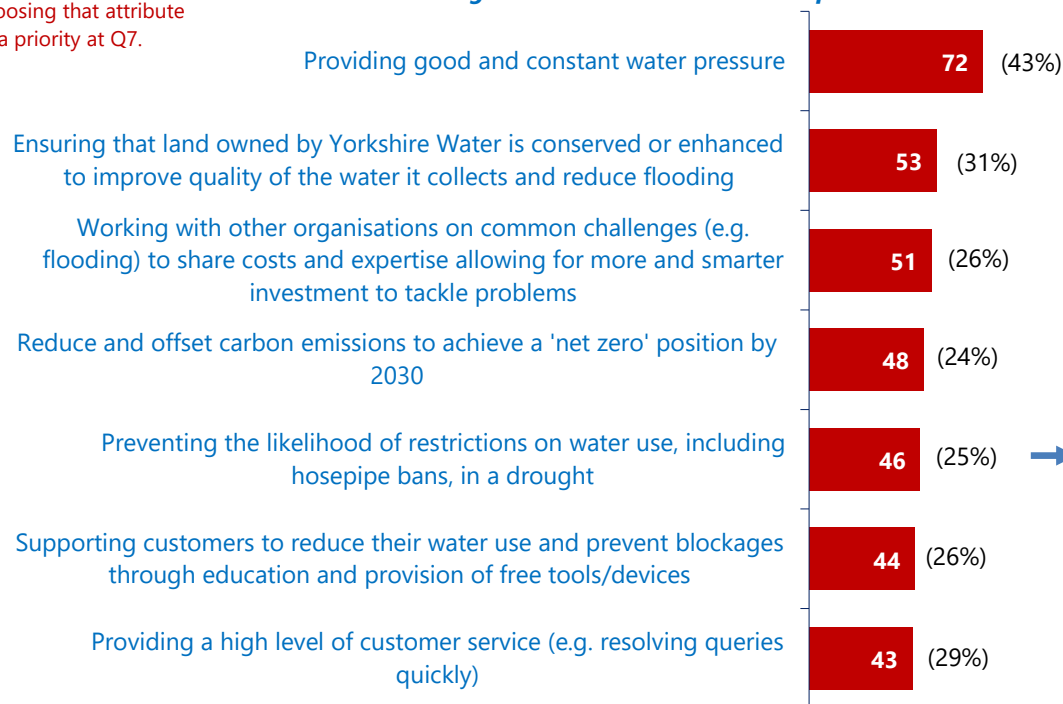 a priority at Q7.
Providing good and constant water pressure
72 (43%)
Ensuring that land owned by Yorkshire Water is conserved or enhanced
to improve quality of the water it collects and reduce flooding
53 (31%)
Working with other organisations on common challenges (e.g.
flooding) to share costs and expertise allowing for more and smarter
investment to tackle problems
51 (26%)
Reduce and offset carbon emissions to achieve a 'net zero' position by
2030
48 (24%)
Preventing the likelihood of restrictions on water use, including
hosepipe bans, in a drought
46 (25%)
Supporting customers to reduce their water use and prevent blockages
through education and provision of free tools/devices
44 (26%)
Providing a high level of customer service (e.g. resolving queries
quickly)
43 (29%)